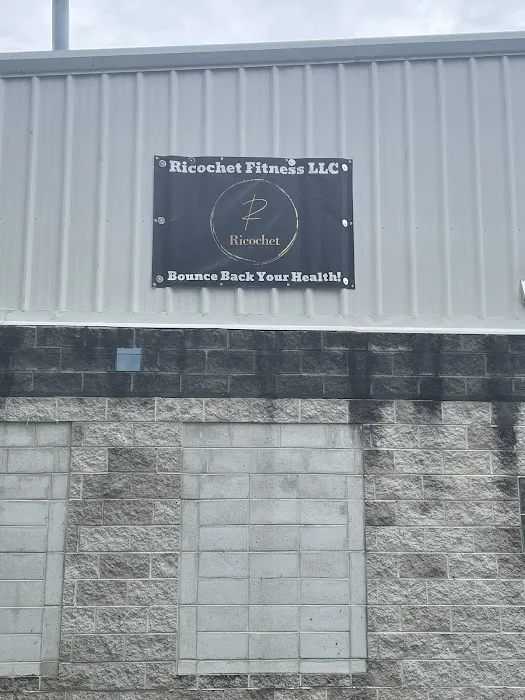 Ricochet Fitness LLC
R
Ricochet
Bounce Back Your Health!